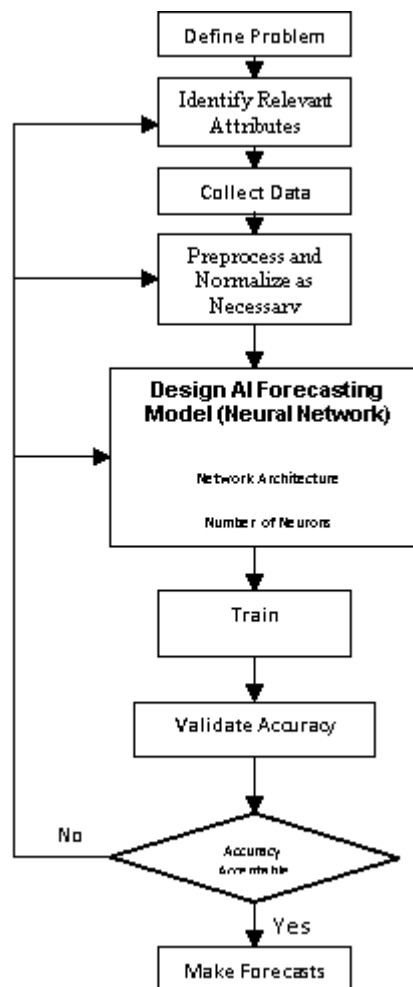 Define Problem
Identify Relevant
Attributes
Collect Data
Preprocess and
Normalize as
Necessary
Design AI Forecasting
Model (Neural Network)
Network Architecture
Number of Neurons
Train
Validate Accuracy
No
Accuracy
Acceptable
Yes
Make Forecasts